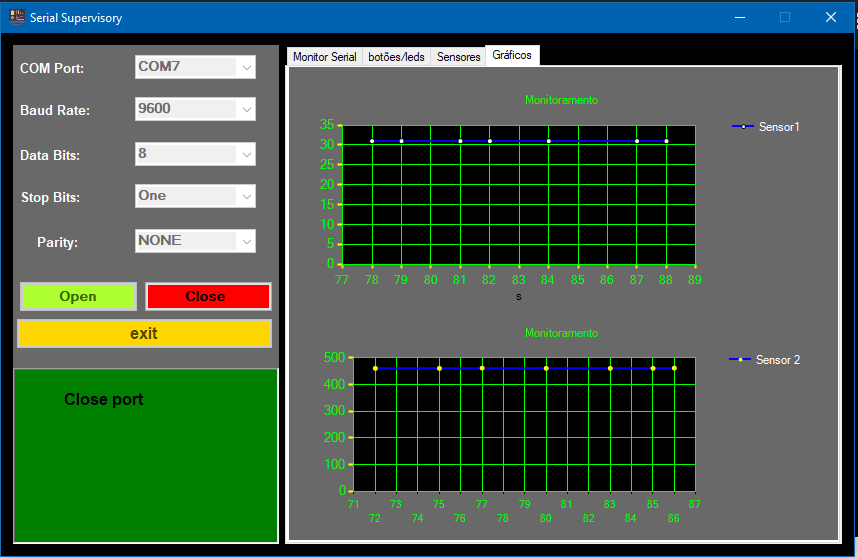 Serial Supervisory
COM Port: COM7
Baud Rate: 9600
Data Bits: 8
Stop Bits: One
Parity: NONE
Open Close
exit
Close port
Monitor Serial botões/leds Sensores Gráficos
Monitoramento
Sensor1
35
30
25
20
15
10
5
0
77 78 79 80 81 82 83 84 85 86 87 88 89
s
Monitoramento
Sensor 2
500
400
300
200
100
0
71 73 75 77 79 81 83 85 87
72 74 76 78 80 82 84 86